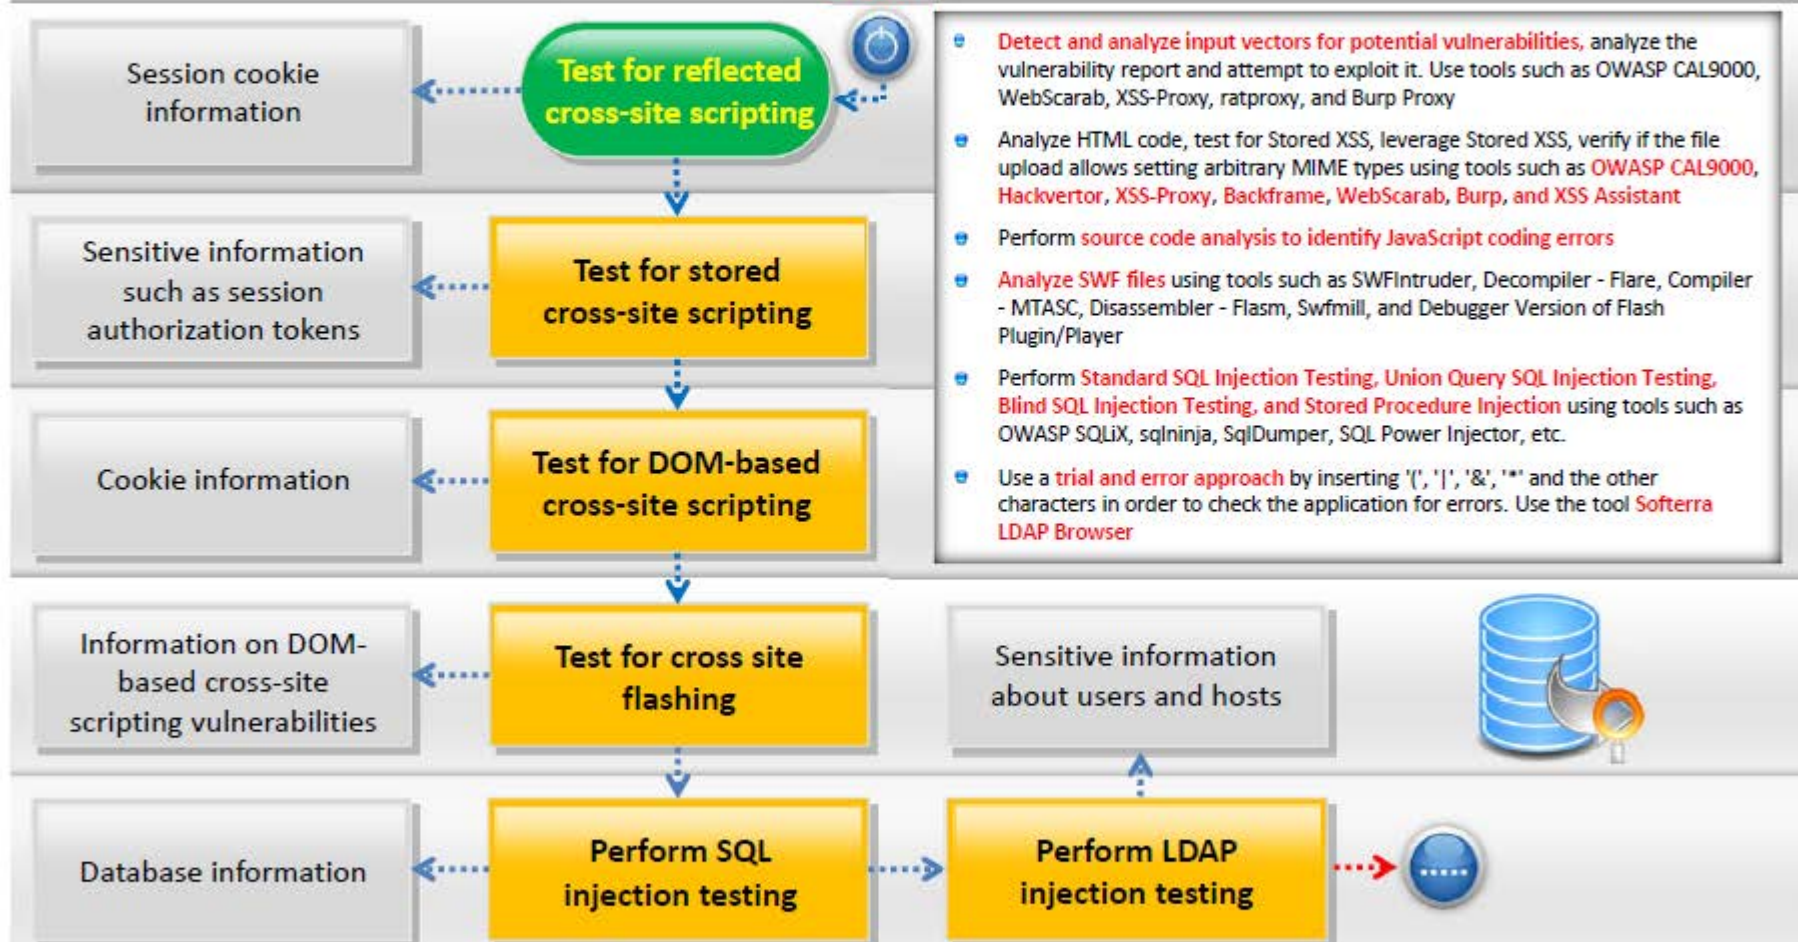 Session cookie
information
Test for reflected
cross-site scripting
Detect and analyze input vectors for potential vulnerabilities, analyze the
vulnerability report and attempt to exploit it. Use tools such as OWASP CAL9000,
WebScarab, XSS-Proxy, ratproxy, and Burp Proxy
Analyze HTML code, test for Stored XSS, leverage Stored XSS, verify if the file
upload allows setting arbitrary MIME types using tools such as OWASP CAL9000,
Hackvertor, XSS-Proxy, Backframe, WebScarab, Burp, and XSS Assistant
Perform source code analysis to identify JavaScript coding errors
Analyze SWF files using tools such as SWFIntruder, Decompiler - Flare, Compiler
- MTASC, Disassembler - Flasm, Swfmill, and Debugger Version of Flash
Plugin/Player
Perform Standard SQL Injection Testing, Union Query SQL Injection Testing,
Blind SQL Injection Testing, and Stored Procedure Injection using tools such as
OWASP SQLiX, sqlninja, SqlDumper, SQL Power Injector, etc.
Use a trial and error approach by inserting '(', '|', '&', '*' and the other
characters in order to check the application for errors. Use the tool Softerra
LDAP Browser
Sensitive information
such as session
authorization tokens
Test for stored
cross-site scripting
Cookie information
Test for DOM-based
cross-site scripting
Information on DOM-
based cross-site
scripting vulnerabilities
Test for cross site
flashing
Sensitive information
about users and hosts
Database information
Perform SQL
injection testing
Perform LDAP
injection testing